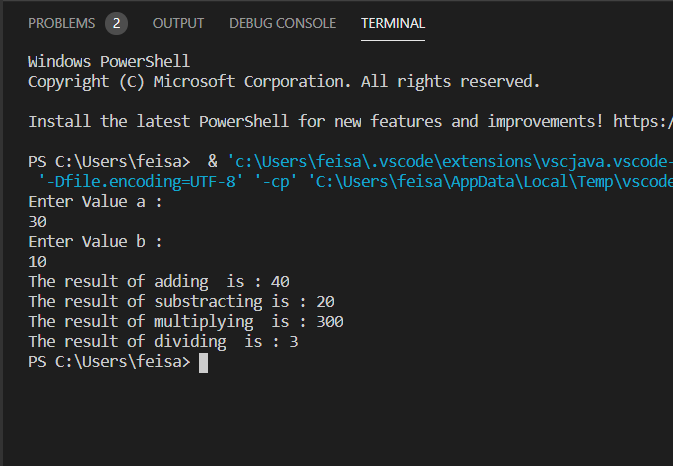 PROBLEMS 2 OUTPUT DEBUG CONSOLE TERMINAL
Windows PowerShell
Copyright (C) Microsoft Corporation. All rights reserved.
Install the latest PowerShell for new features and improvements! https:/
PS C:\Users\feisa>  & 'c:\Users\feisa\.vscode\extensions\vscjava.vscode-
'-Dfile.encoding=UTF-8' '-cp' 'C:\Users\feisa\AppData\Local\Temp\vscode
Enter Value a :
30
Enter Value b :
10
The result of adding  is : 40
The result of substracting is : 20
The result of multiplying  is : 300
The result of dividing  is : 3
PS C:\Users\feisa>